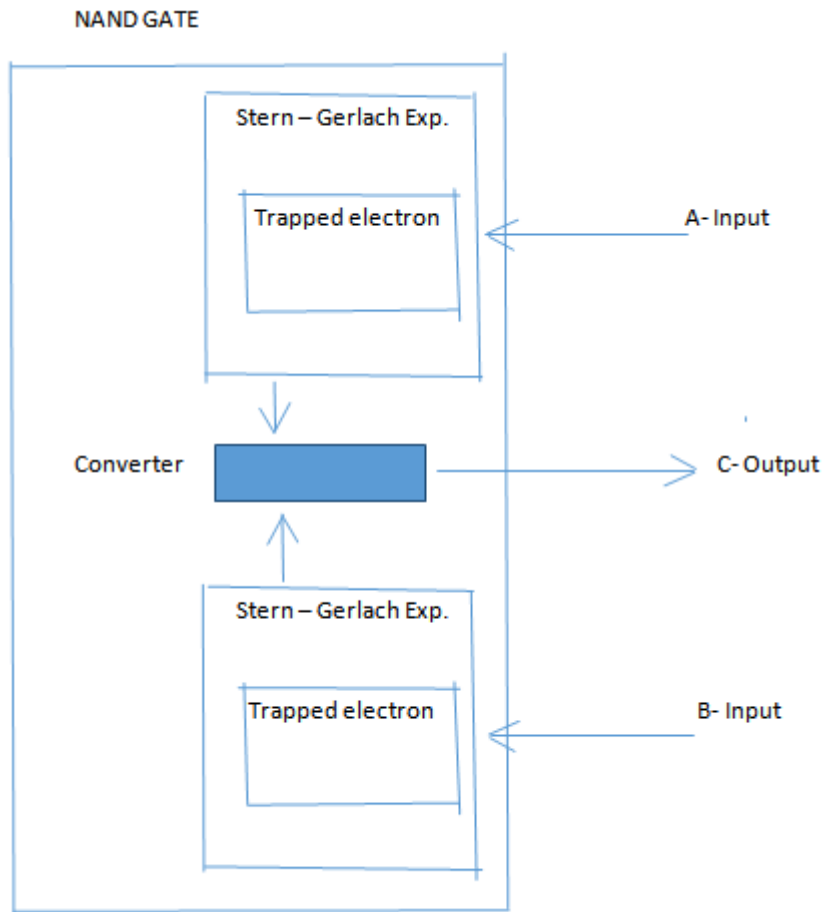 NAND GATE
Stern – Gerlach Exp.
Trapped electron
A- Input
Converter
C- Output
Stern – Gerlach Exp.
Trapped electron
B- Input